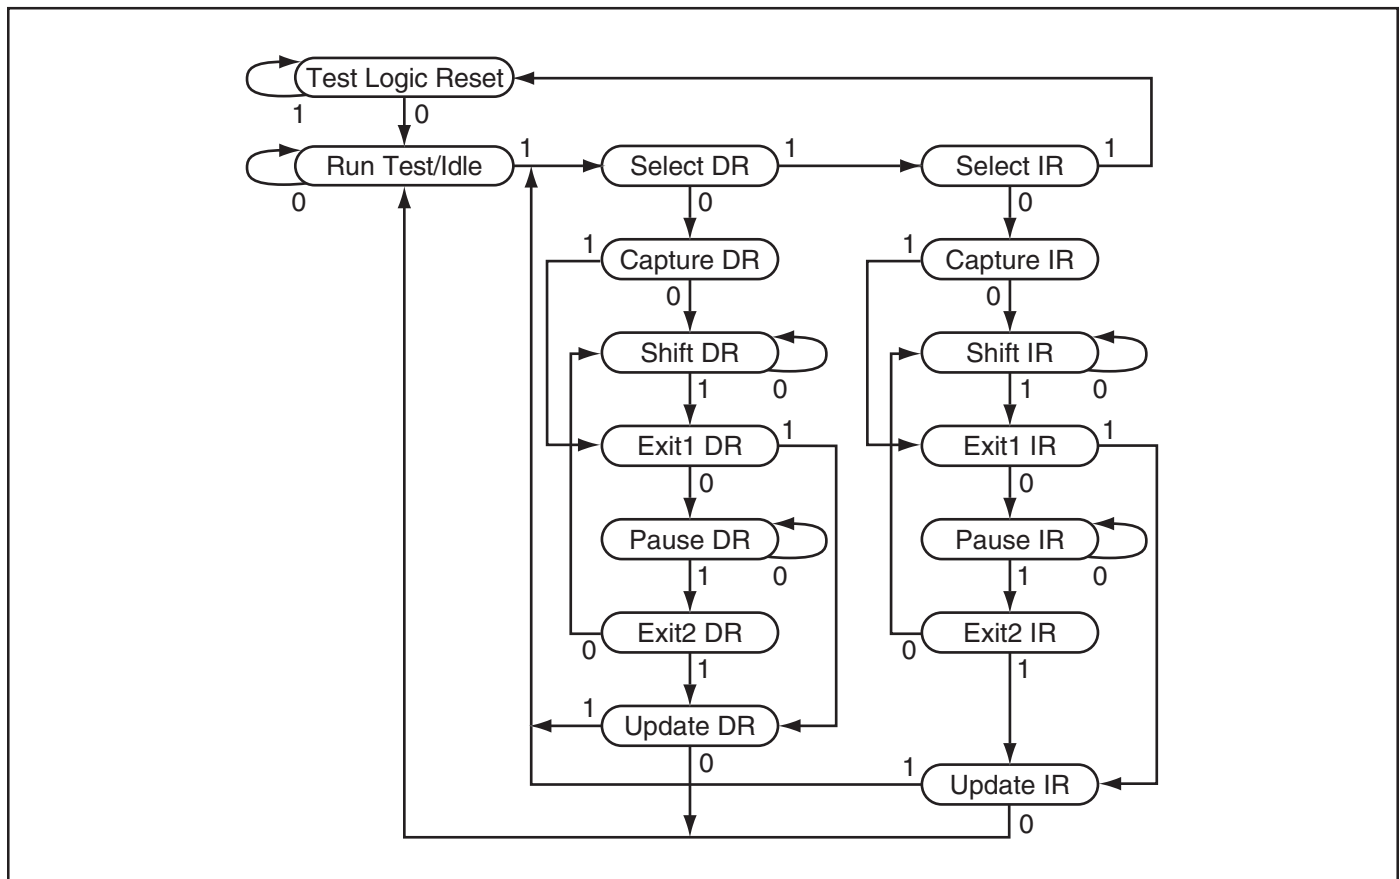 Test Logic Reset
1
0
Run Test/Idle
1
0
Select DR
1
0
Select IR
1
0
1
Capture DR
0
1
Capture IR
0
Shift DR
1
0
Shift IR
1
0
Exit1 DR
1
0
Exit1 IR
1
0
Pause DR
1
0
Pause IR
1
0
Exit2 DR
0
1
Exit2 IR
0
1
1
Update DR
0
1
Update IR
0